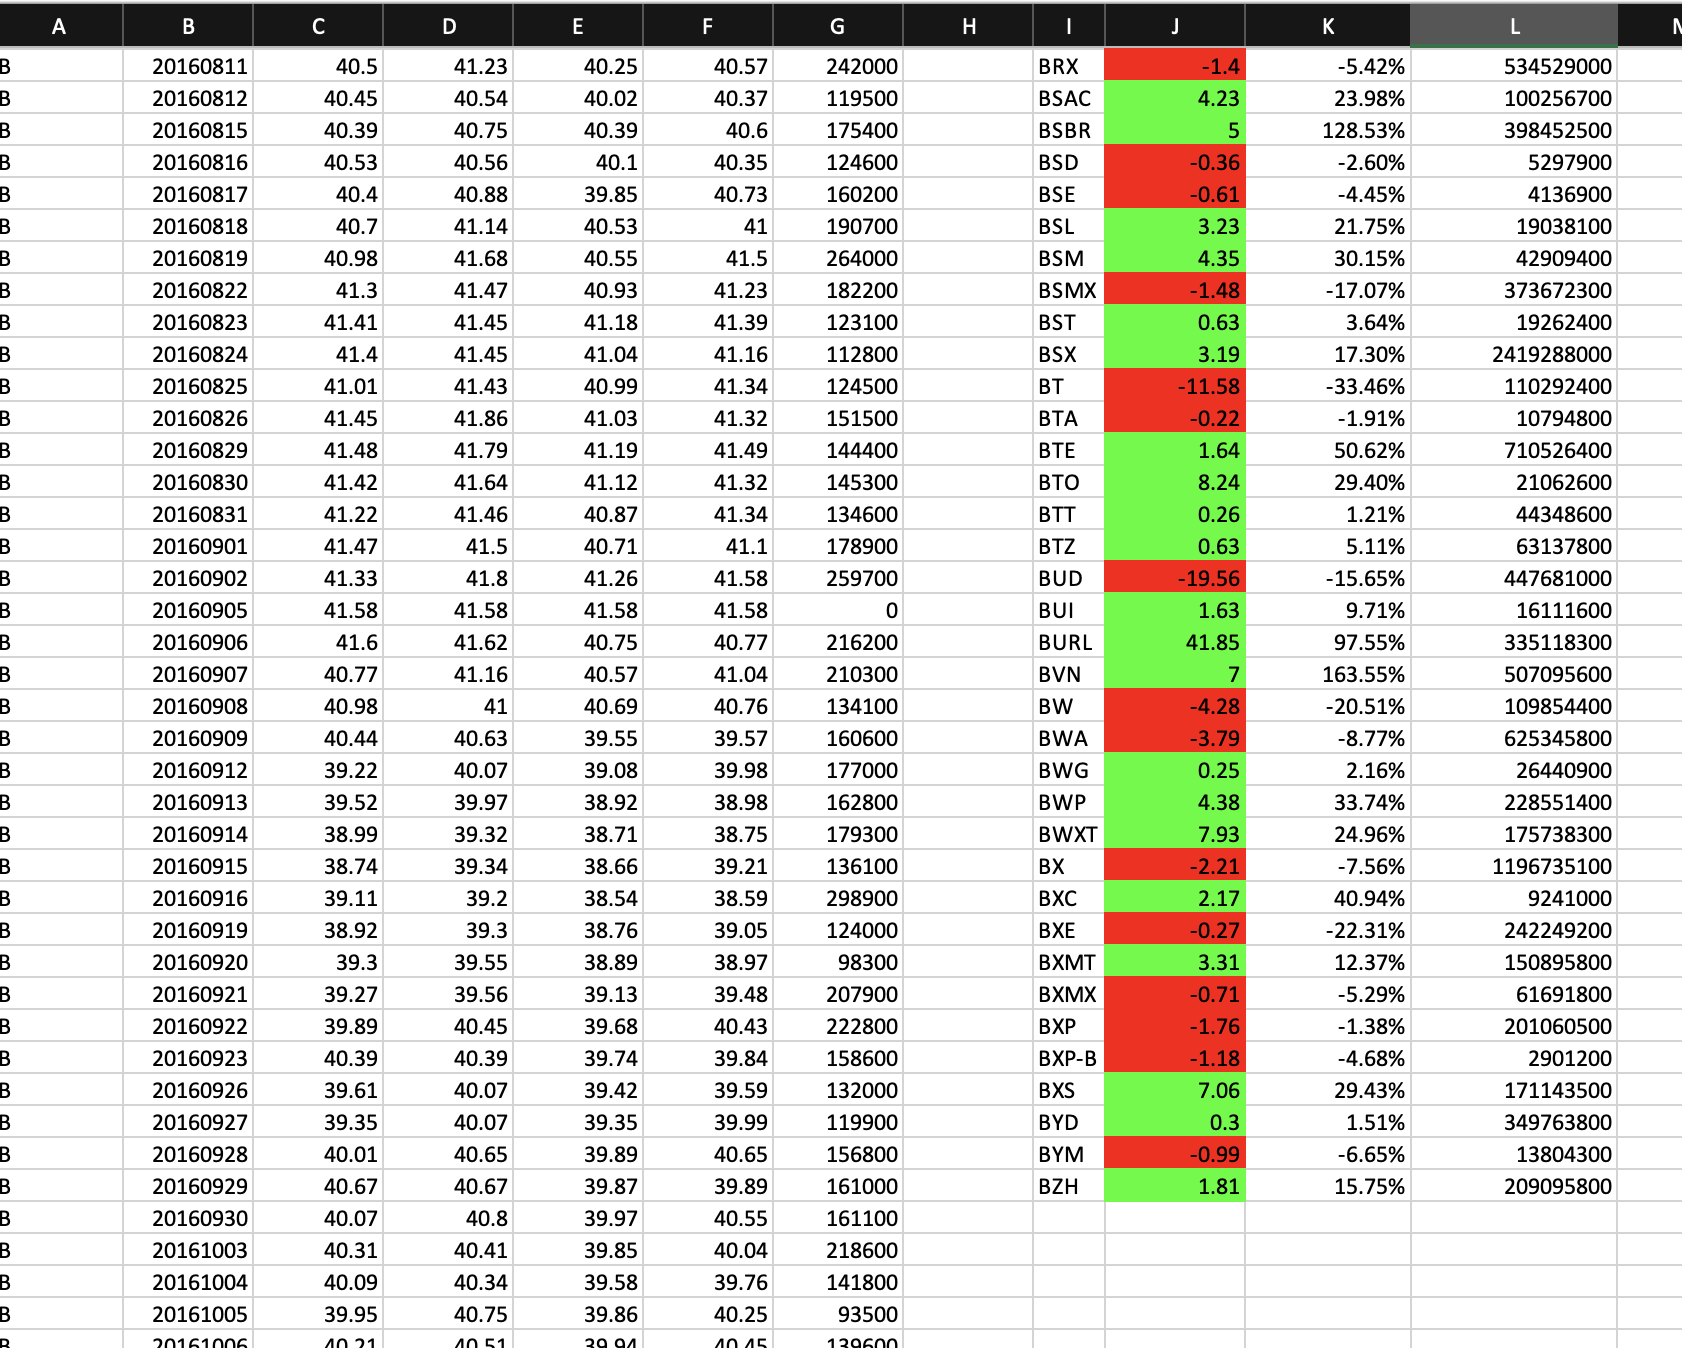 A B C D E F G H I J K L
B 20160811 40.5 41.23 40.25 40.57 242000 BRX -1.4 -5.42% 534529000
B 20160812 40.45 40.54 40.02 40.37 119500 BSAC 4.23 23.98% 100256700
B 20160815 40.39 40.75 40.39 40.6 175400 BSBR 5 128.53% 398452500
B 20160816 40.53 40.56 40.1 40.35 124600 BSD -0.36 -2.60% 5297900
B 20160817 40.4 40.88 39.85 40.73 160200 BSE -0.61 -4.45% 4136900
B 20160818 40.7 41.14 40.53 41 190700 BSL 3.23 21.75% 19038100
B 20160819 40.98 41.68 40.55 41.5 264000 BSM 4.35 30.15% 42909400
B 20160822 41.3 41.47 40.93 41.23 182200 BSMX -1.48 -17.07% 373672300
B 20160823 41.41 41.45 41.18 41.39 123100 BST 0.63 3.64% 19262400
B 20160824 41.4 41.45 41.04 41.16 112800 BSX 3.19 17.30% 2419288000
B 20160825 41.01 41.43 40.99 41.34 124500 BT -11.58 -33.46% 110292400
B 20160826 41.45 41.86 41.03 41.32 151500 BTA -0.22 -1.91% 10794800
B 20160829 41.48 41.79 41.19 41.49 144400 BTE 1.64 50.62% 710526400
B 20160830 41.42 41.64 41.12 41.32 145300 BTO 8.24 29.40% 21062600
B 20160831 41.22 41.46 40.87 41.34 134600 BTT 0.26 1.21% 44348600
B 20160901 41.47 41.5 40.71 41.1 178900 BTZ 0.63 5.11% 63137800
B 20160902 41.33 41.8 41.26 41.58 259700 BUD -19.56 -15.65% 447681000
B 20160905 41.58 41.58 41.58 41.58 0 BUI 1.63 9.71% 16111600
B 20160906 41.6 41.62 40.75 40.77 216200 BURL 41.85 97.55% 335118300
B 20160907 40.77 41.16 40.57 41.04 210300 BVN 7 163.55% 507095600
B 20160908 40.98 41 40.69 40.76 134100 BW -4.28 -20.51% 109854400
B 20160909 40.44 40.63 39.55 39.57 160600 BWA -3.79 -8.77% 625345800
B 20160912 39.22 40.07 39.08 39.98 177000 BWG 0.25 2.16% 26440900
B 20160913 39.52 39.97 38.92 38.98 162800 BWP 4.38 33.74% 228551400
B 20160914 38.99 39.32 38.71 38.75 179300 BWXT 7.93 24.96% 175738300
B 20160915 38.74 39.34 38.66 39.21 136100 BX -2.21 -7.56% 1196735100
B 20160916 39.11 39.2 38.54 38.59 298900 BXC 2.17 40.94% 9241000
B 20160919 38.92 39.3 38.76 39.05 124000 BXE -0.27 -22.31% 242249200
B 20160920 39.3 39.55 38.89 38.97 98300 BXMT 3.31 12.37% 150895800
B 20160921 39.27 39.56 39.13 39.48 207900 BXMX -0.71 -5.29% 61691800
B 20160922 39.89 40.45 39.68 40.43 222800 BXP -1.76 -1.38% 201060500
B 20160923 40.39 40.39 39.74 39.84 158600 BXP-B -1.18 -4.68% 2901200
B 20160926 39.61 40.07 39.42 39.59 132000 BXS 7.06 29.43% 171143500
B 20160927 39.35 40.07 39.35 39.99 119900 BYD 0.3 1.51% 349763800
B 20160928 40.01 40.65 39.89 40.65 156800 BYM -0.99 -6.65% 13804300
B 20160929 40.67 40.67 39.87 39.89 161000 BZH 1.81 15.75% 209095800
B 20160930 40.07 40.8 39.97 40.55 161100
B 20161003 40.31 40.41 39.85 40.04 218600
B 20161004 40.09 40.34 39.58 39.76 141800
B 20161005 39.95 40.75 39.86 40.25 93500
B 20161006 40.21 40.51 39.94 40.45 139600